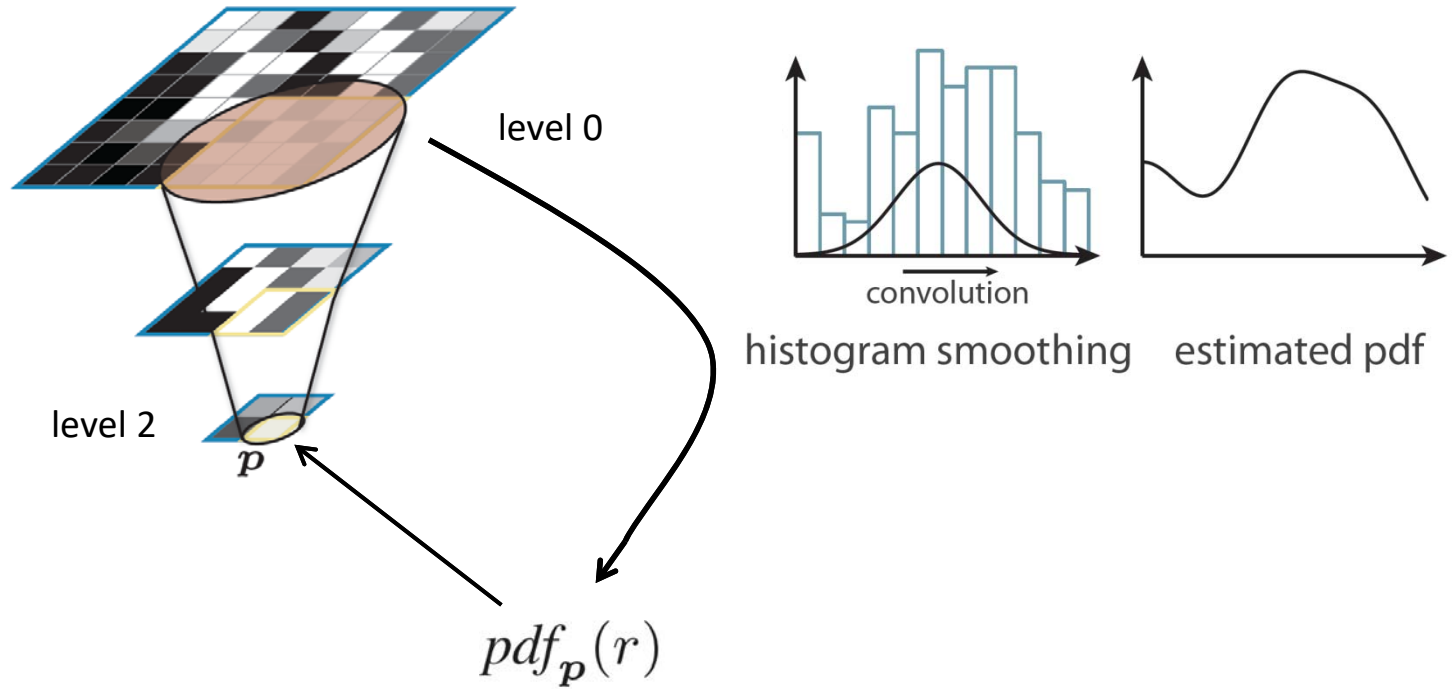 level 0
convolution
histogram smoothing
estimated pdf
level 2
p
pdf_p(r)